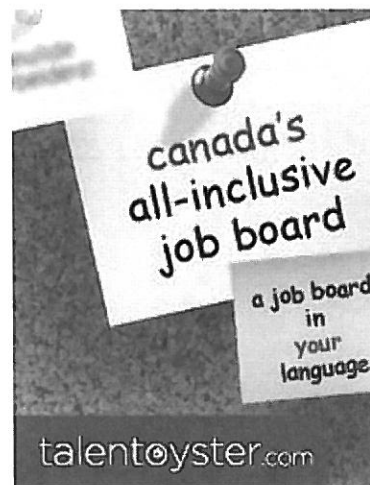 canada's
all-inclusive
job board
a job board
in
your
language
talentoyster.com